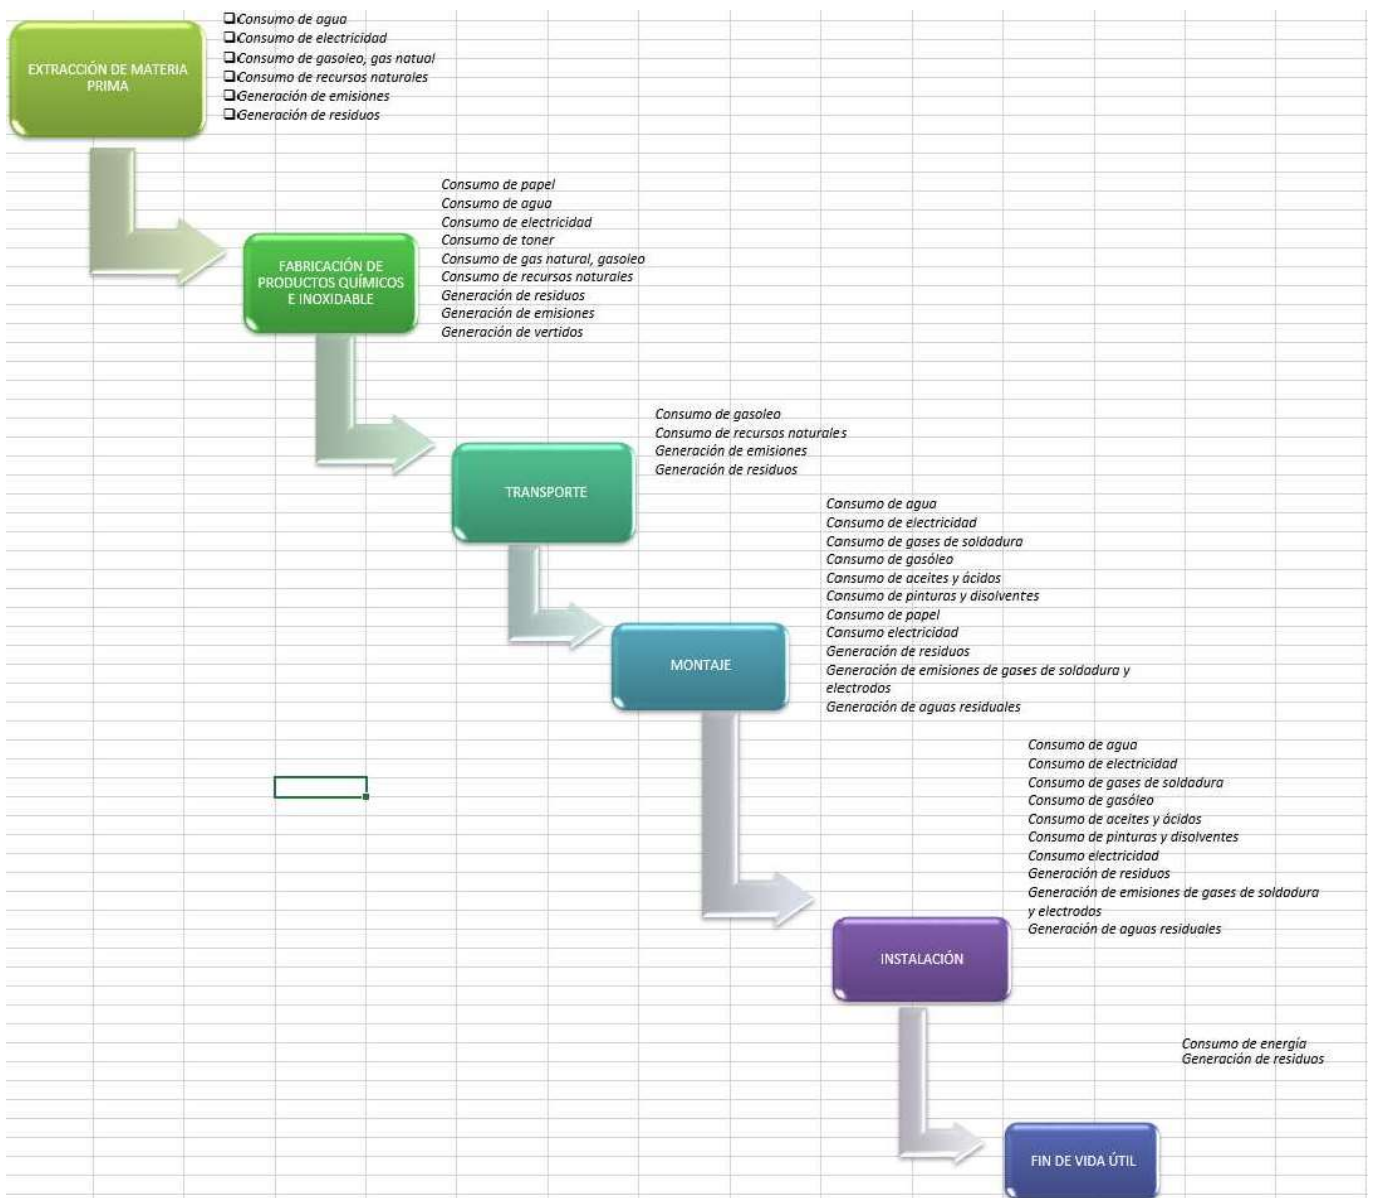 ❑Consumo de agua
❑Consumo de electricidad
❑Consumo de gasoleo, gas natual
❑Consumo de recursos naturales
❑Generación de emisiones
❑Generación de residuos
EXTRACCIÓN DE MATERIA
PRIMA
Consumo de papel
Consumo de agua
Consumo de electricidad
Consumo de toner
Consumo de gas natural, gasoleo
Consumo de recursos naturales
Generación de residuos
Generación de emisiones
Generación de vertidos
FABRICACIÓN DE
PRODUCTOS QUÍMICOS
E INOXIDABLE
Consumo de gasoleo
Consumo de recursos naturales
Generación de emisiones
Generación de residuos
TRANSPORTE
Consumo de agua
Consumo de electricidad
Consumo de gases de soldadura
Consumo de gasóleo
Consumo de aceites y ácidos
Consumo de pinturas y disolventes
Consumo de papel
Consumo electricidad
Generación de residuos
Generación de emisiones de gases de soldadura y
electrodos
Generación de aguas residuales
MONTAJE
Consumo de agua
Consumo de electricidad
Consumo de gases de soldadura
Consumo de gasóleo
Consumo de aceites y ácidos
Consumo de pinturas y disolventes
Consumo electricidad
Generación de residuos
Generación de emisiones de gases de soldadura
y electrodos
Generación de aguas residuales
INSTALACIÓN
Consumo de energía
Generación de residuos
FIN DE VIDA ÚTIL